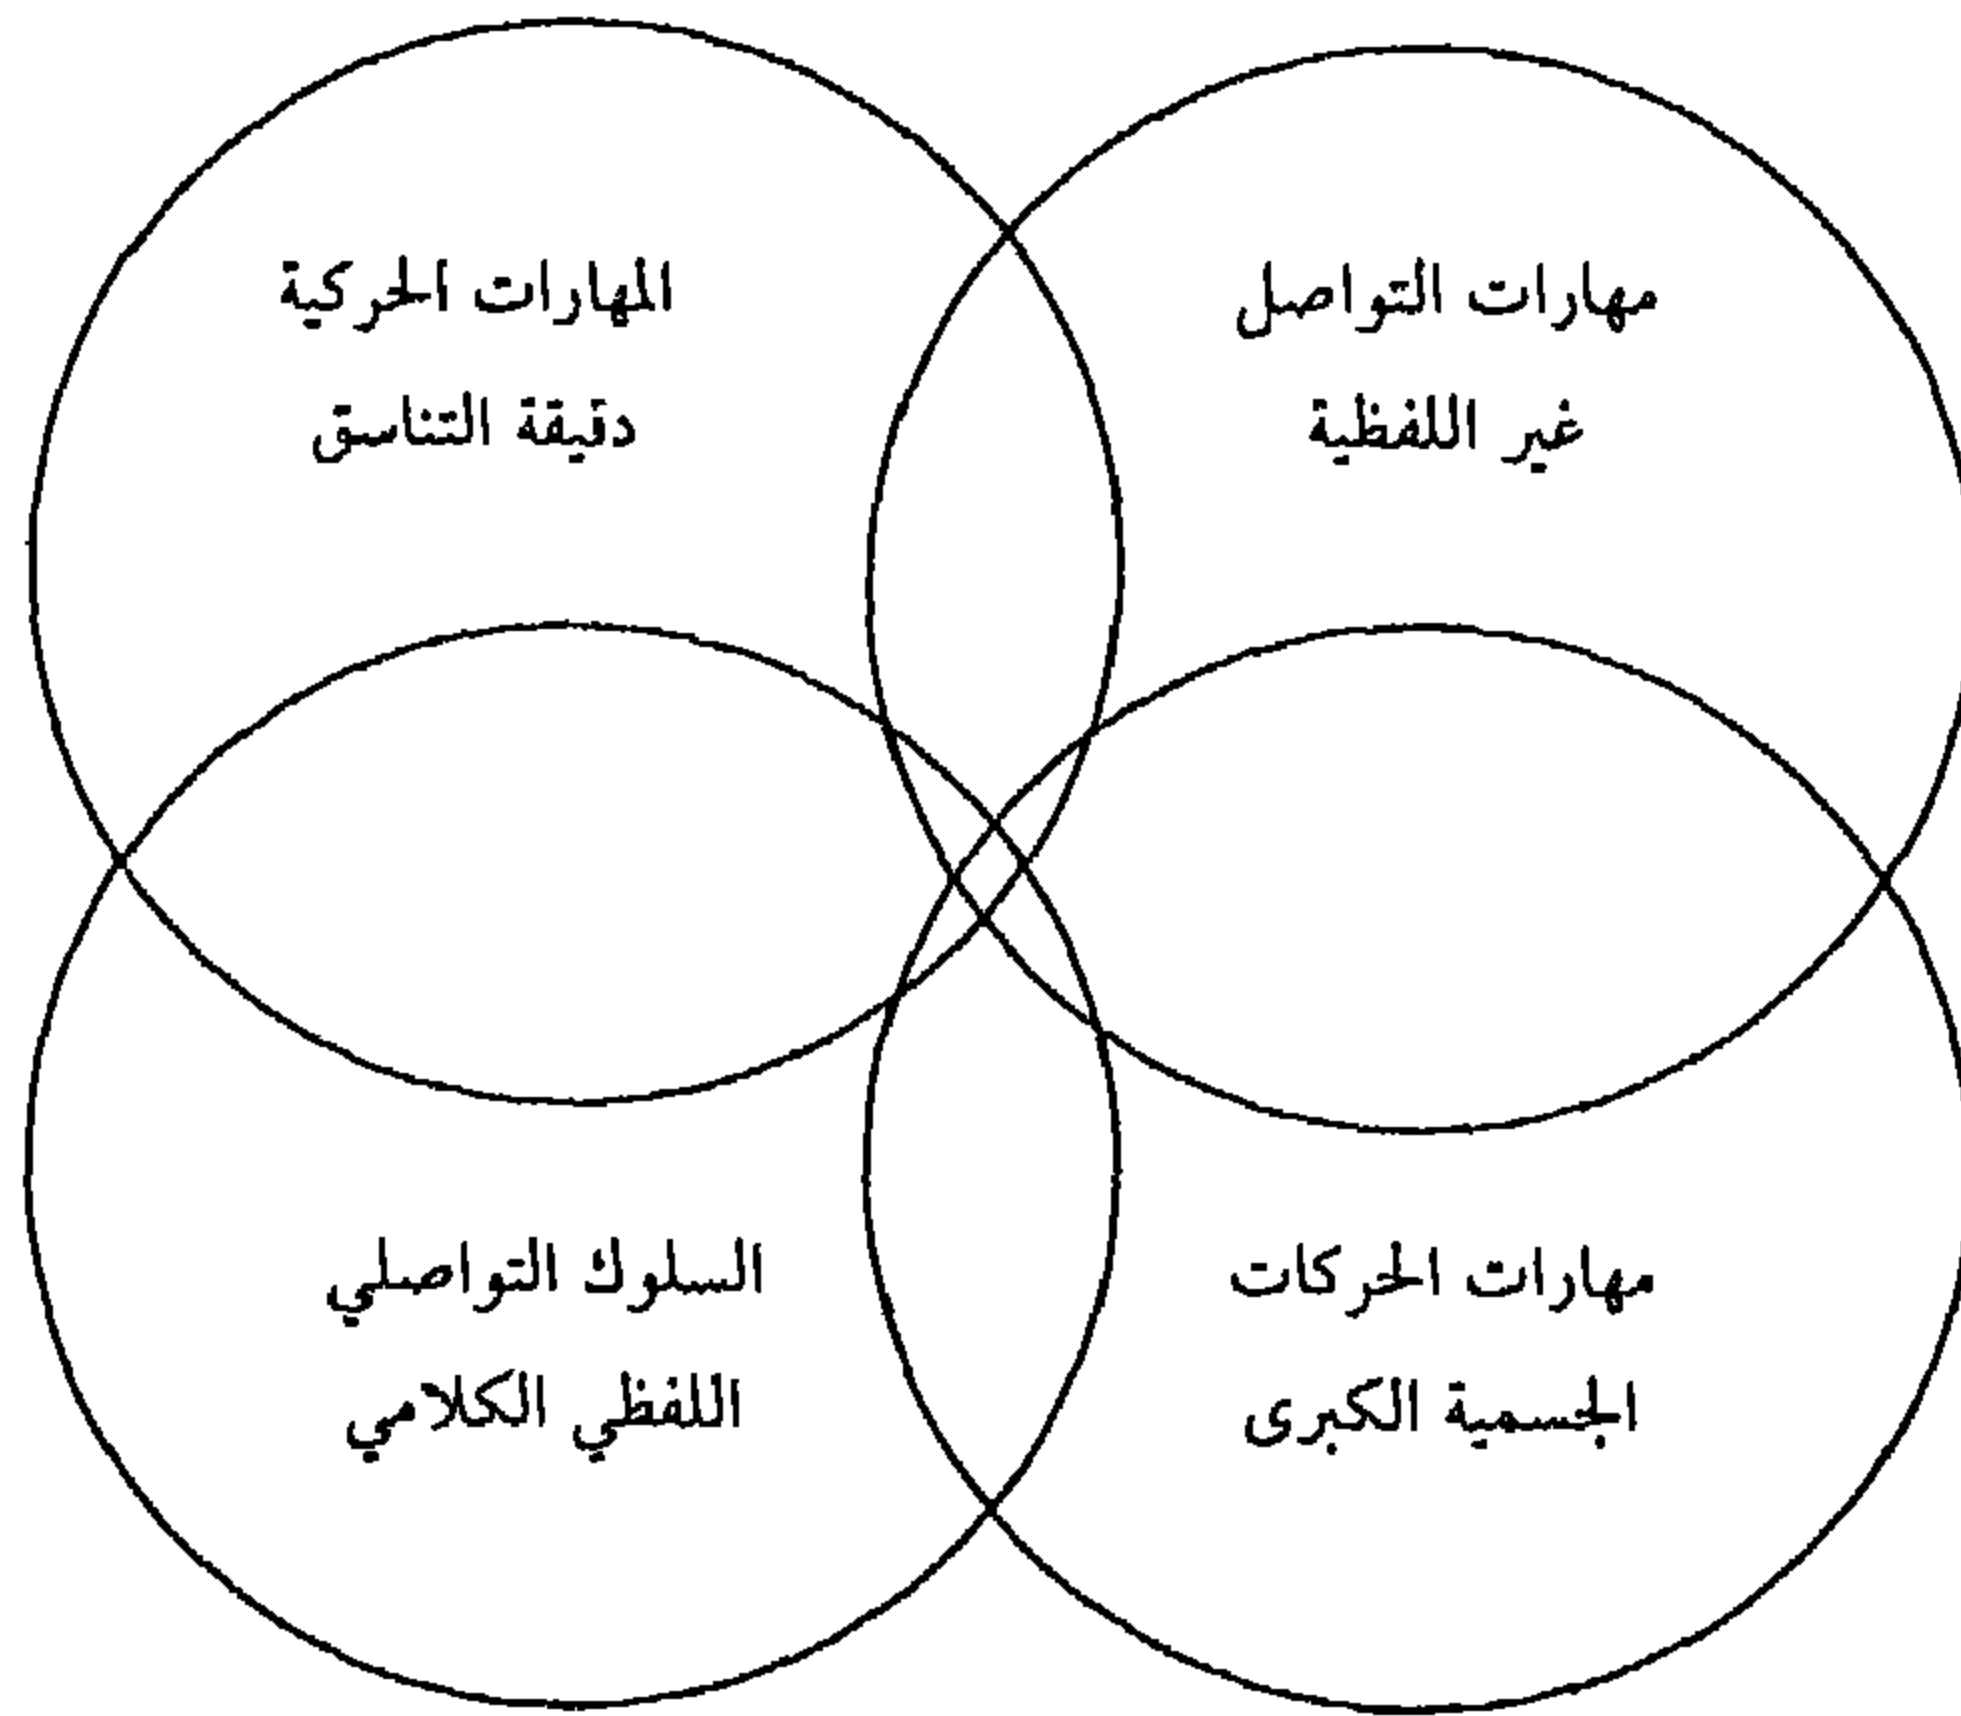 مهارات التواصل
غير اللفظية
المهارات الحركية
دقيقة التناسق
مهارات الحركات
الجسمية الكبرى
السلوك التواصلي
اللفظي الكلامي